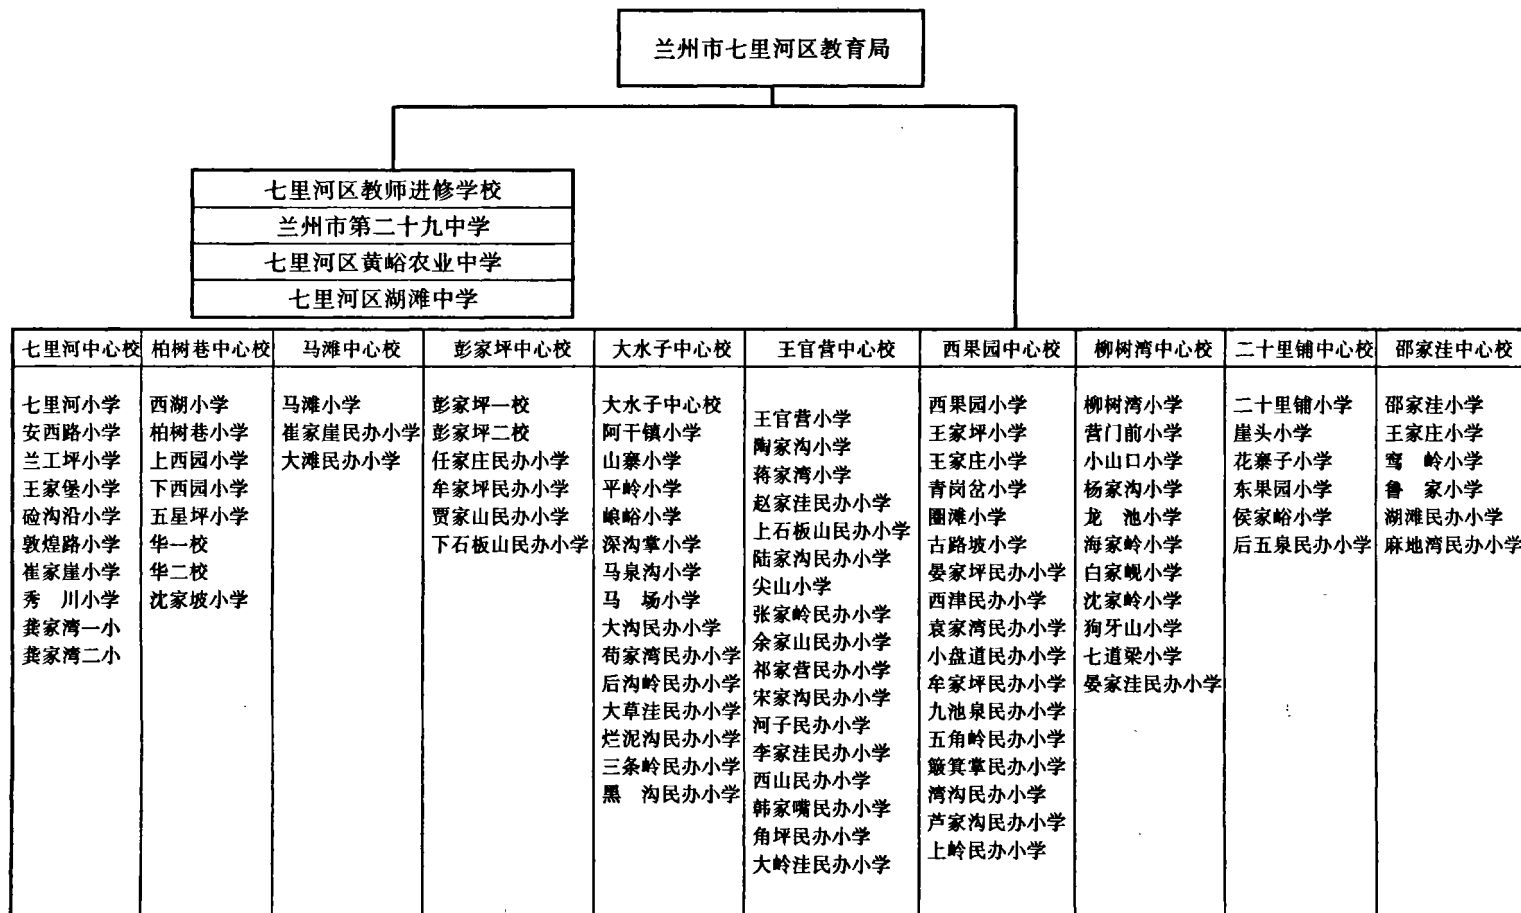 兰州市七里河区教育局
七里河区教师进修学校
兰州市第二十九中学
七里河区黄峪农业中学
七里河区湖滩中学
七里河中心校
七里河小学
安西路小学
兰工坪小学
王家堡小学
硷沟沿小学
敦煌路小学
崔家崖小学
秀　川小学
龚家湾一小
龚家湾二小
柏树巷中心校
西湖小学
柏树巷小学
上西园小学
下西园小学
五星坪小学
华一校
华二校
沈家坡小学
马滩中心校
马滩小学
崔家崖民办小学
大滩民办小学
彭家坪中心校
彭家坪一校
彭家坪二校
任家庄民办小学
牟家坪民办小学
贾家山民办小学
下石板山民办小学
大水子中心校
大水子中心校
阿干镇小学
山寨小学
平岭小学
崐峪小学
深沟掌小学
马泉沟小学
马　场小学
大沟民办小学
苟家湾民办小学
后沟岭民办小学
大草洼民办小学
烂泥沟民办小学
三条岭民办小学
黑　沟民办小学
王官营中心校
王官营小学
陶家沟小学
蒋家湾小学
赵家洼民办小学
上石板山民办小学
陆家沟民办小学
尖山小学
张家岭民办小学
余家山民办小学
祁家营民办小学
宋家沟民办小学
河子民办小学
李家洼民办小学
西山民办小学
韩家嘴民办小学
角坪民办小学
大岭洼民办小学
西果园中心校
西果园小学
王家坪小学
王家庄小学
青岗岔小学
圈滩小学
古路坡小学
晏家坪民办小学
西津民办小学
袁家湾民办小学
小盘道民办小学
牟家坪民办小学
九池泉民办小学
五角岭民办小学
簸箕掌民办小学
湾沟民办小学
芦家沟民办小学
上岭民办小学
柳树湾中心校
柳树湾小学
营门前小学
小山口小学
杨家沟小学
龙　池小学
海家岭小学
白家岘小学
沈家岭小学
狗牙山小学
七道梁小学
晏家洼民办小学
二十里铺中心校
二十里铺小学
崖头小学
花寨子小学
东果园小学
侯家峪小学
后五泉民办小学
邵家洼中心校
邵家洼小学
王家庄小学
岭小学
鲁　家小学
湖滩民办小学
麻地湾民办小学